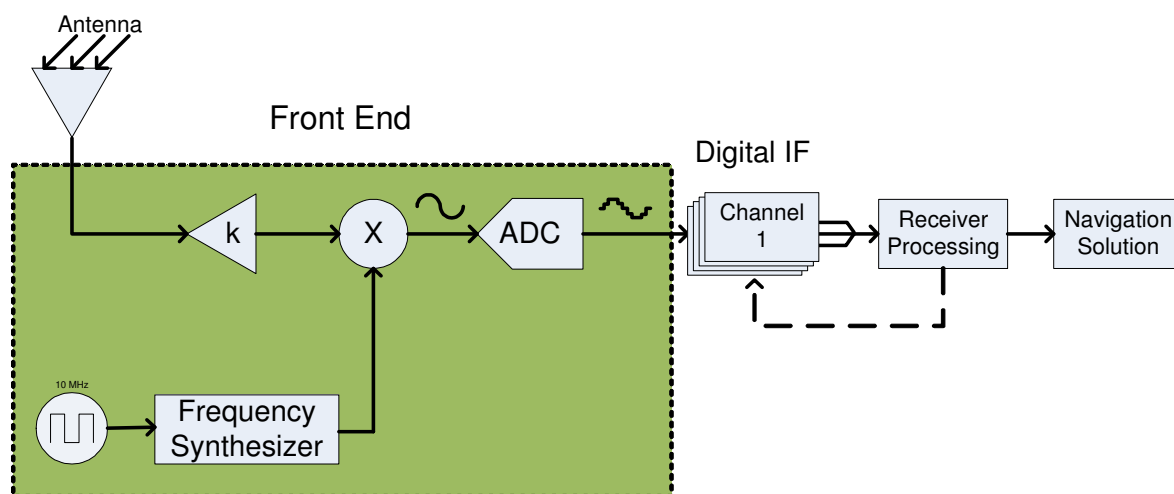 Antenna
Front End
Digital IF
k
X
ADC
Channel
1
Receiver
Processing
Navigation
Solution
10 MHz
Frequency
Synthesizer